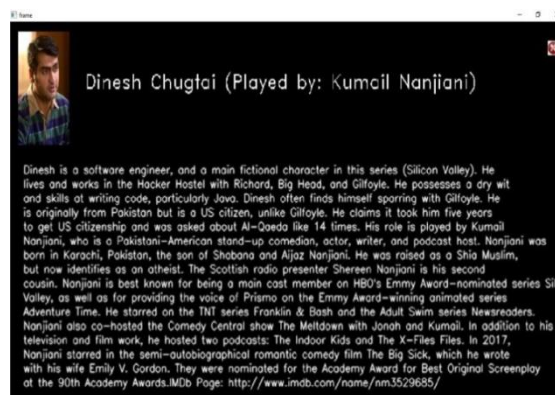 frame
Dinesh Chugtai (Played by: Kumail Nanjiani)
Dinesh is a software engineer, and a main fictional character in this series (Silicon Valley). He
lives and works in the Hacker Hostel with Richard, Big Head, and Gilfoyle. He possesses a dry wit
and skills at writing code, particularly Java. Dinesh often finds himself sparring with Gilfoyle. He
is originally from Pakistan but is a US citizen, unlike Gilfoyle. He claims it took him five years
to get US citizenship and was asked about Al-Qaeda like 14 times. His role is played by Kumail
Nanjiani, who is a Pakistani-American stand-up comedian, actor, writer, and podcast host. Nanjiani was
born in Karachi, Pakistan, the son of Shabana and Aijaz Nanjiani. He was raised as a Shia Muslim,
but now identifies as an atheist. The Scottish radio presenter Shereen Nanjiani is his second
cousin. Nanjiani is best known for being a main cast member on HBO's Emmy Award-nominated series Sil
Valley, as well as for providing the voice of Prismo on the Emmy Award-winning animated series
Adventure Time. He starred on the TNT series Franklin & Bash and the Adult Swim series Newsreaders.
Nanjiani also co-hosted the Comedy Central show The Meltdown with Jonah and Kumail. In addition to his
television and film work, he hosted two podcasts: The Indoor Kids and The X-Files Files. In 2017,
Nanjiani starred in the semi-autobiographical romantic comedy film The Big Sick, which he wrote
with his wife Emily V. Gordon. They were nominated for the Academy Award for Best Original Screenplay
at the 90th Academy Awards.IMDb Page: http://www.imdb.com/name/nm3529685/